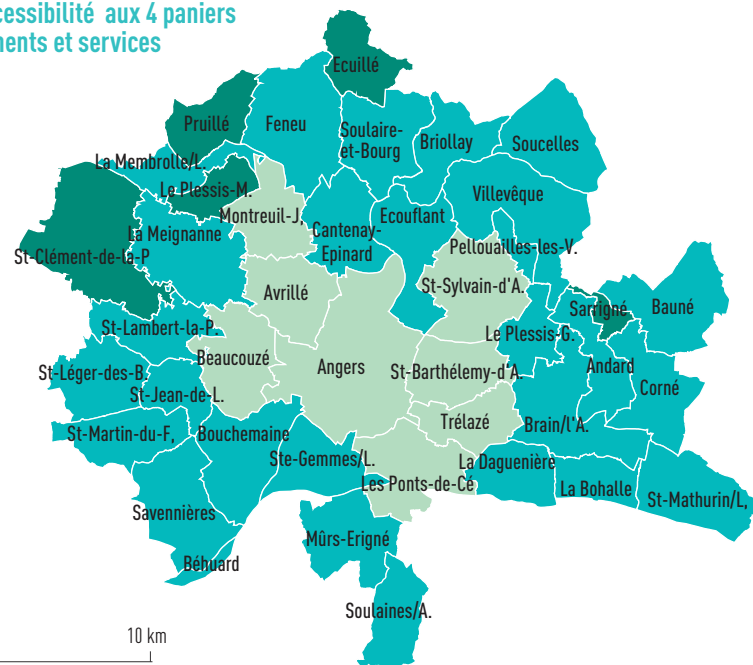 cessibilité aux 4 paniers
ments et services
Ecuillé
Pruillé
Feneu
Soulaire-
et-Bourg
Briollay
Soucelles
La Membrolle/L.
Le Plessis-M.
Villevêque
Montreuil-J,
Cantenay-
Epinard
Ecouflant
La Meignanne
St-Clément-de-la-P
Pellouailles-les-V.
St-Sylvain-d'A.
Avrillé
Sarrigné
Bauné
St-Lambert-la-P.
Le Plessis-G.
Beaucouzé
Angers
St-Barthélemy-d'A.
Andard
Corné
St-Léger-des-B.
St-Jean-de-L.
Trélazé
Brain/l'A.
St-Martin-du-F,
Bouchemaine
Ste-Gemmes/L.
La Daguenière
Les Ponts-de-Cé
La Bohalle
St-Mathurin/L,
Savennières
Mûrs-Erigné
Béhuard
Soulaines/A.
10 km